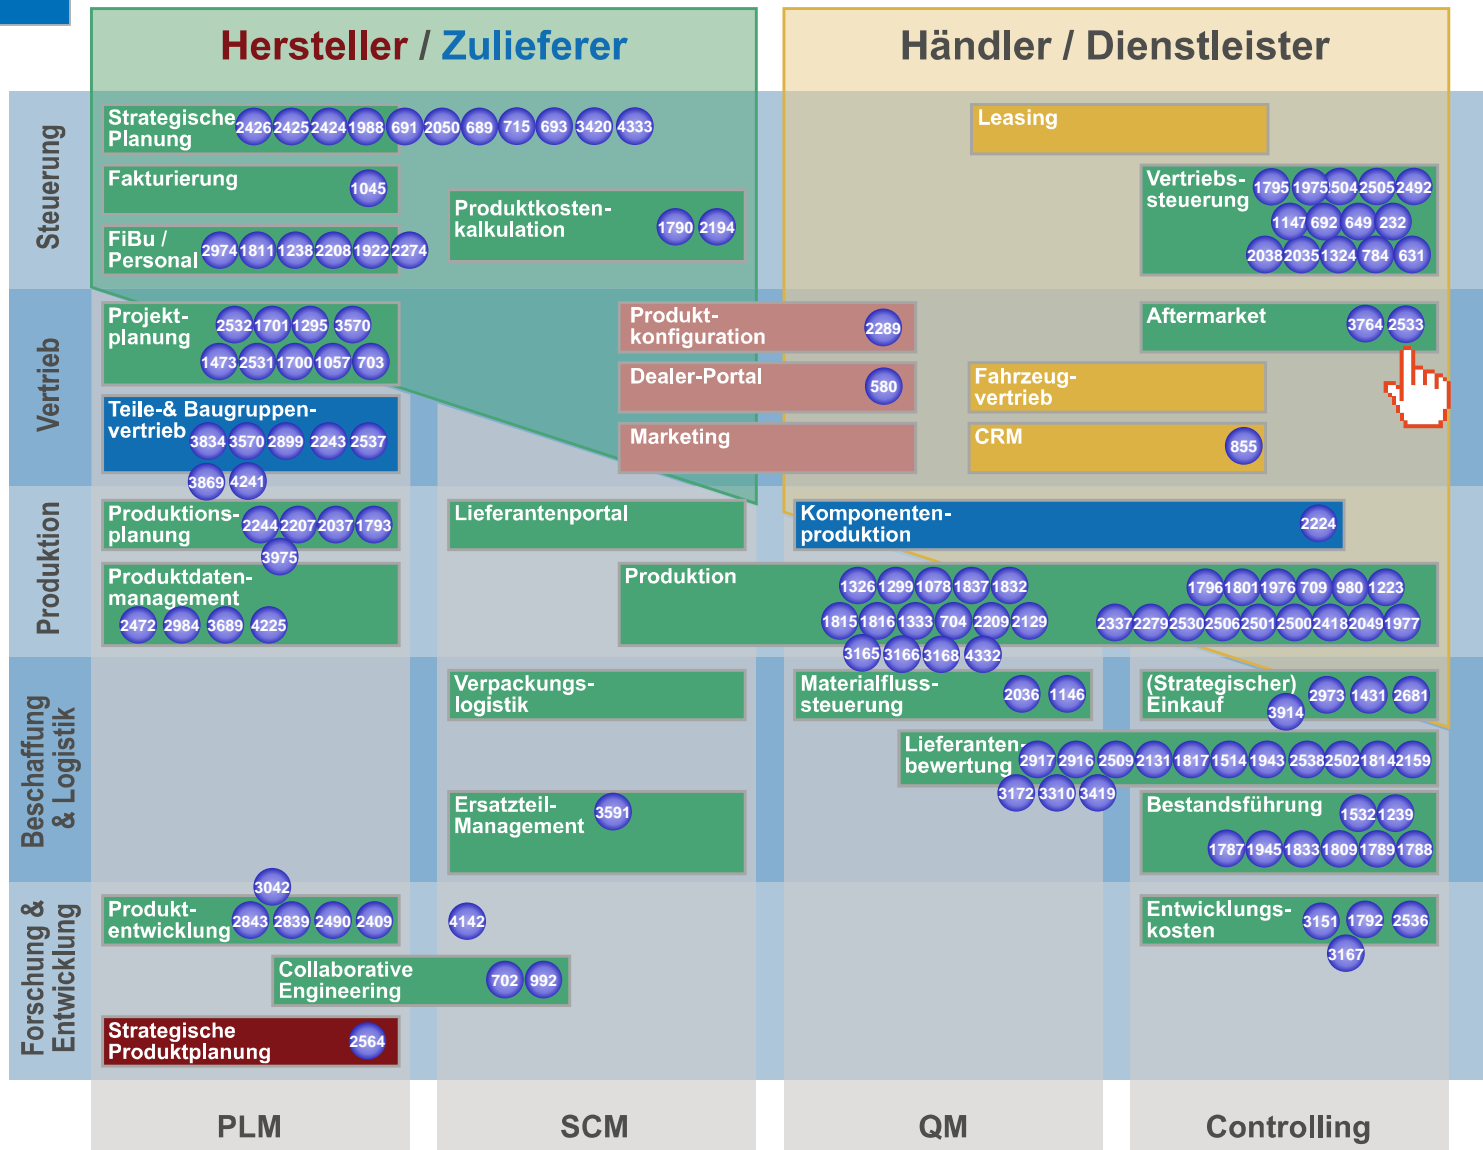 Hersteller / Zulieferer
Händler / Dienstleister
Steuerung
Strategische
Planung
2426 2425 2424 1988 691 2050 689 715 693 3420 4333
Leasing
Fakturierung
1045
Produktkosten-
kalkulation
1790 2194
Vertriebs-
steuerung
1795 1975 2504 2505 2492
1147 692 649 232
2038 2035 1324 784 631
FiBu /
Personal
2974 1811 1238 2208 1922 2274
Vertrieb
Projekt-
planung
2532 1701 1295 3570
1473 2531 1700 1057 703
Produkt-
konfiguration
2289
Aftermarket
3764 2533
Dealer-Portal
580
Fahrzeug-
vertrieb
Teile-& Baugruppen-
vertrieb
3834 3570 2899 2243 2537
3869 4241
Marketing
CRM
855
Produktion
Produktions-
planung
2244 2207 2037 1793
3975
Lieferantenportal
Komponenten-
produktion
2224
Produktdaten-
management
2472 2984 3689 4225
Produktion
1326 1299 1078 1837 1832
1815 1816 1333 704 2209 2129
3165 3166 3168 4332
1796 1801 1976 709 980 1223
2337 2279 2530 2506 2501 2500 2418 2049 1977
Beschaffung
& Logistik
Verpackungs-
logistik
Materialfluss-
steuerung
2036 1146
(Strategischer)
Einkauf
2973 1431 2681
3914
Lieferanten-
bewertung
2917 2916 2509 2131 1817 1514 1943 2538 2502 1814 2159
3172 3310 3419
Ersatzteil-
Management
3591
Bestandsführung
1532 1239
1787 1945 1833 1809 1789 1788
Forschung &
Entwicklung
3042
Produkt-
entwicklung
2843 2839 2490 2409
4142
Entwicklungs-
kosten
3151 1792 2536
3167
Collaborative
Engineering
702 992
Strategische
Produktplanung
2564
PLM
SCM
QM
Controlling